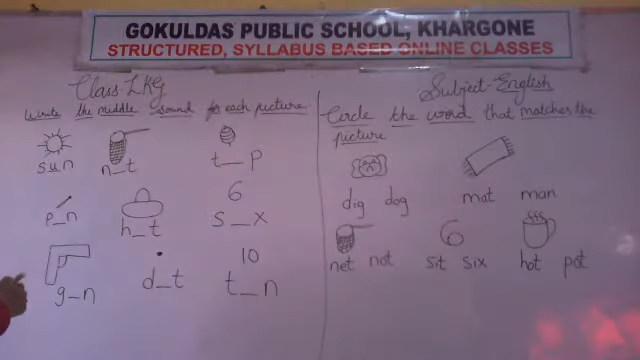 GOKULDAS PUBLIC SCHOOL, KHARGONE
STRUCTURED, SYLLABUS BASED ONLINE CLASSES
Class-LKG
Write the middle sound for each picture
sun
n_t
t_p
p_n
h_t
6
s_x
g_n
d_t
10
t_n
Subject-English
Circle the word that matches the
picture
dig dog
mat man
net not
6
sit six
hot pot